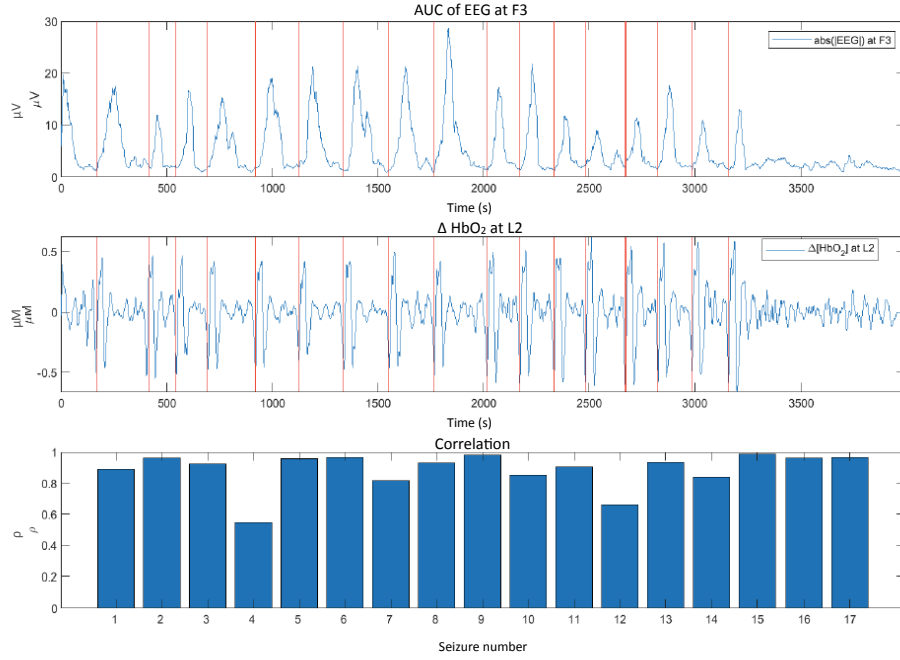 AUC of EEG at F3
30
20
10
0
μV
μV
abs(|EEG|) at F3
0 500 1000 1500 2000 2500 3000 3500
Time (s)
Δ HbO₂ at L2
0.5
0
-0.5
μM
μM
Δ[HbO₂] at L2
0 500 1000 1500 2000 2500 3000 3500
Time (s)
Correlation
1
0.8
0.6
0.4
0.2
0
ρ
ρ
1 2 3 4 5 6 7 8 9 10 11 12 13 14 15 16 17
Seizure number